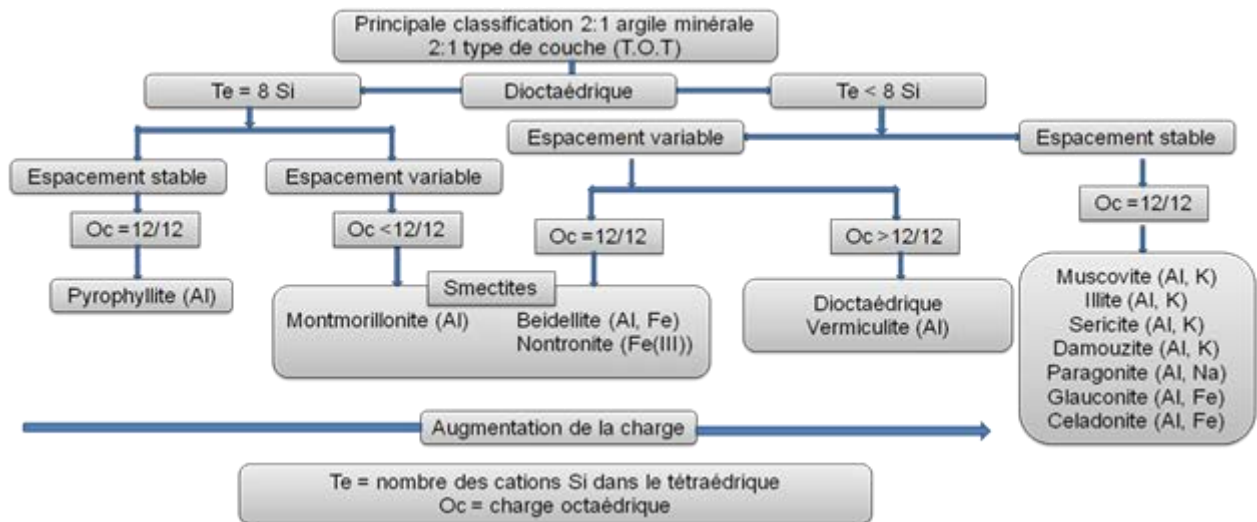 Principale classification 2:1 argile minérale
2:1 type de couche (T.O.T)
Te = 8 Si
Dioctaédrique
Te < 8 Si
Espacement variable
Espacement stable
Espacement stable
Espacement variable
Oc =12/12
Oc =12/12
Oc <12/12
Oc =12/12
Oc >12/12
Pyrophyllite (Al)
Smectites
Montmorillonite (Al)
Beidellite (Al, Fe)
Nontronite (Fe(III))
Dioctaédrique
Vermiculite (Al)
Muscovite (Al, K)
Illite (Al, K)
Sericite (Al, K)
Damouzite (Al, K)
Paragonite (Al, Na)
Glauconite (Al, Fe)
Celadonite (Al, Fe)
Augmentation de la charge
Te = nombre des cations Si dans le tétraédrique
Oc = charge octaédrique